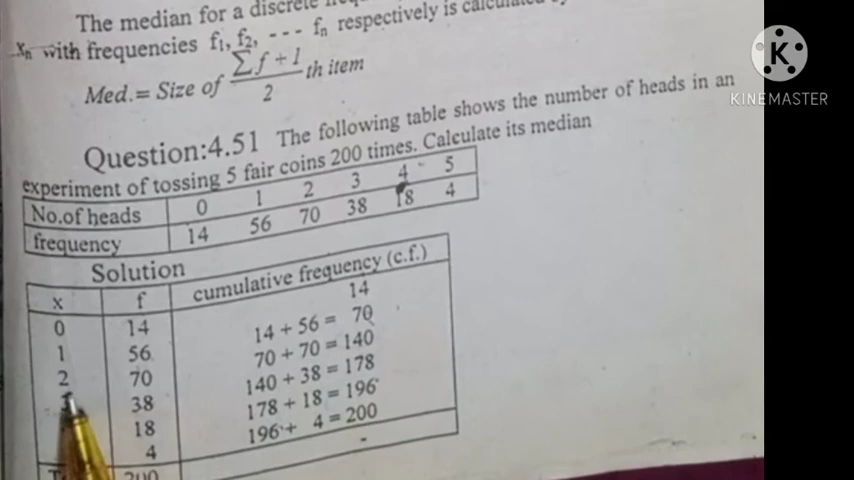 The median for a discrete
xₙ with frequencies f₁, f₂, --- fₙ respectively is calculated
Med.= Size of (∑f + 1)/2 th item
KINEMASTER
Question:4.51 The following table shows the number of heads in an
experiment of tossing 5 fair coins 200 times. Calculate its median
No.of heads 0 1 2 3 4 5
frequency 14 56 70 38 18 4
Solution
x f cumulative frequency (c.f.)
0 14 14
1 56 14 + 56 = 70
2 70 70 + 70 = 140
38 140 + 38 = 178
18 178 + 18 = 196
4 196 + 4 = 200
200 -